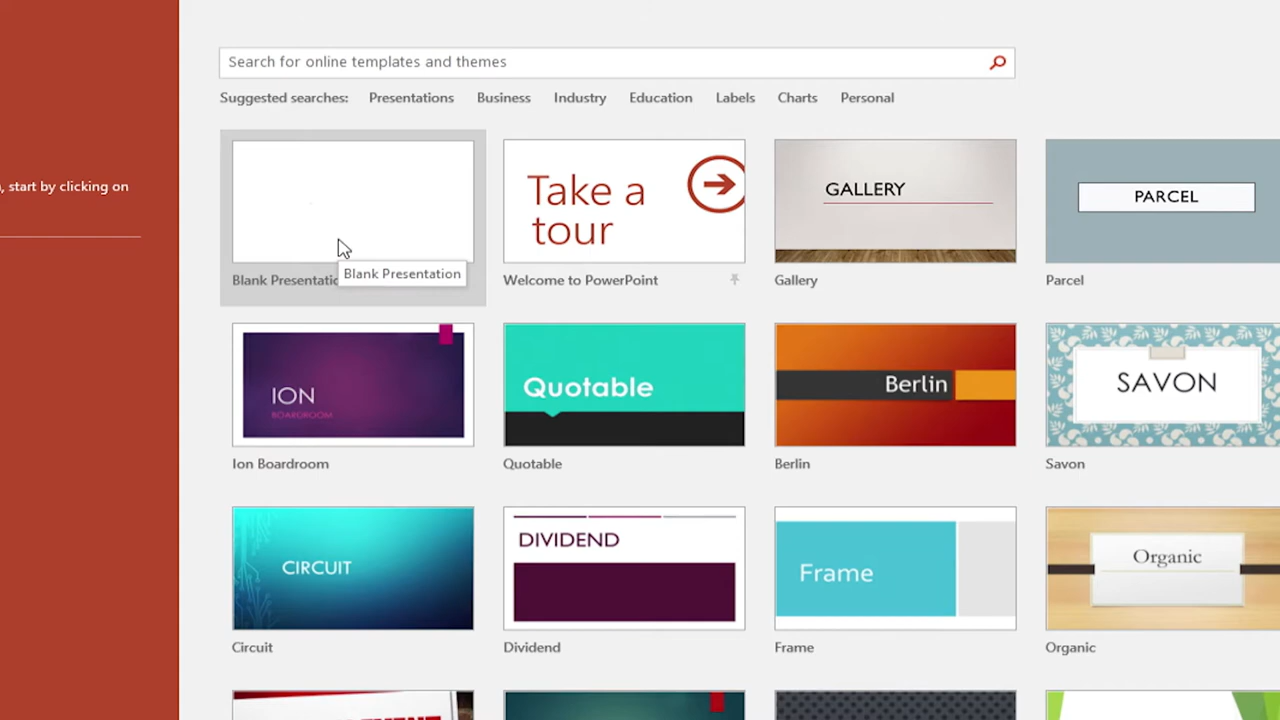 Search for online templates and themes
Suggested searches: Presentations Business Industry Education Labels Charts Personal
start by clicking on
Take a
tour
GALLERY
PARCEL
Blank Presentation
Blank
Welcome to PowerPoint
Gallery
Parcel
ION
BOARDROOM
Quotable
Berlin
SAVON
Ion Boardroom
Quotable
Berlin
Savon
CIRCUIT
DIVIDEND
Frame
Organic
Circuit
Dividend
Frame
Organic